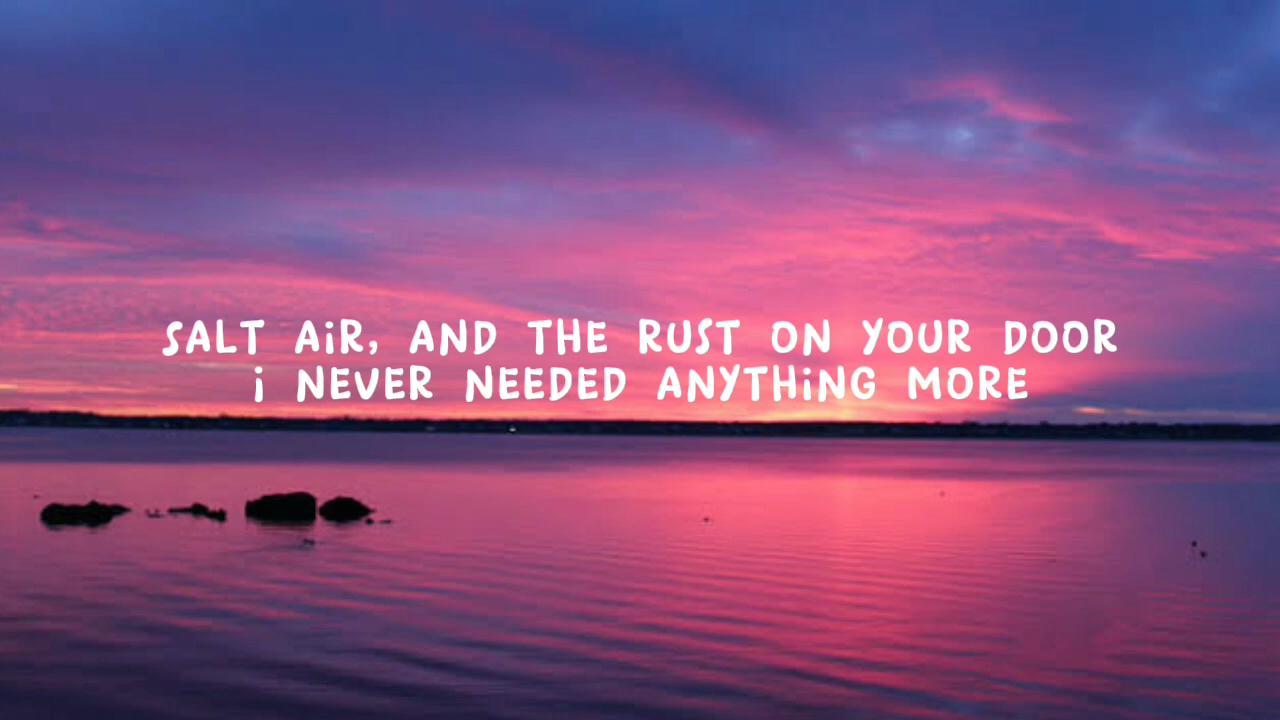 SALT AiR, AND THE RUST ON YOUR DOOR
i NEVER NEEDED ANYTHiNG MORE